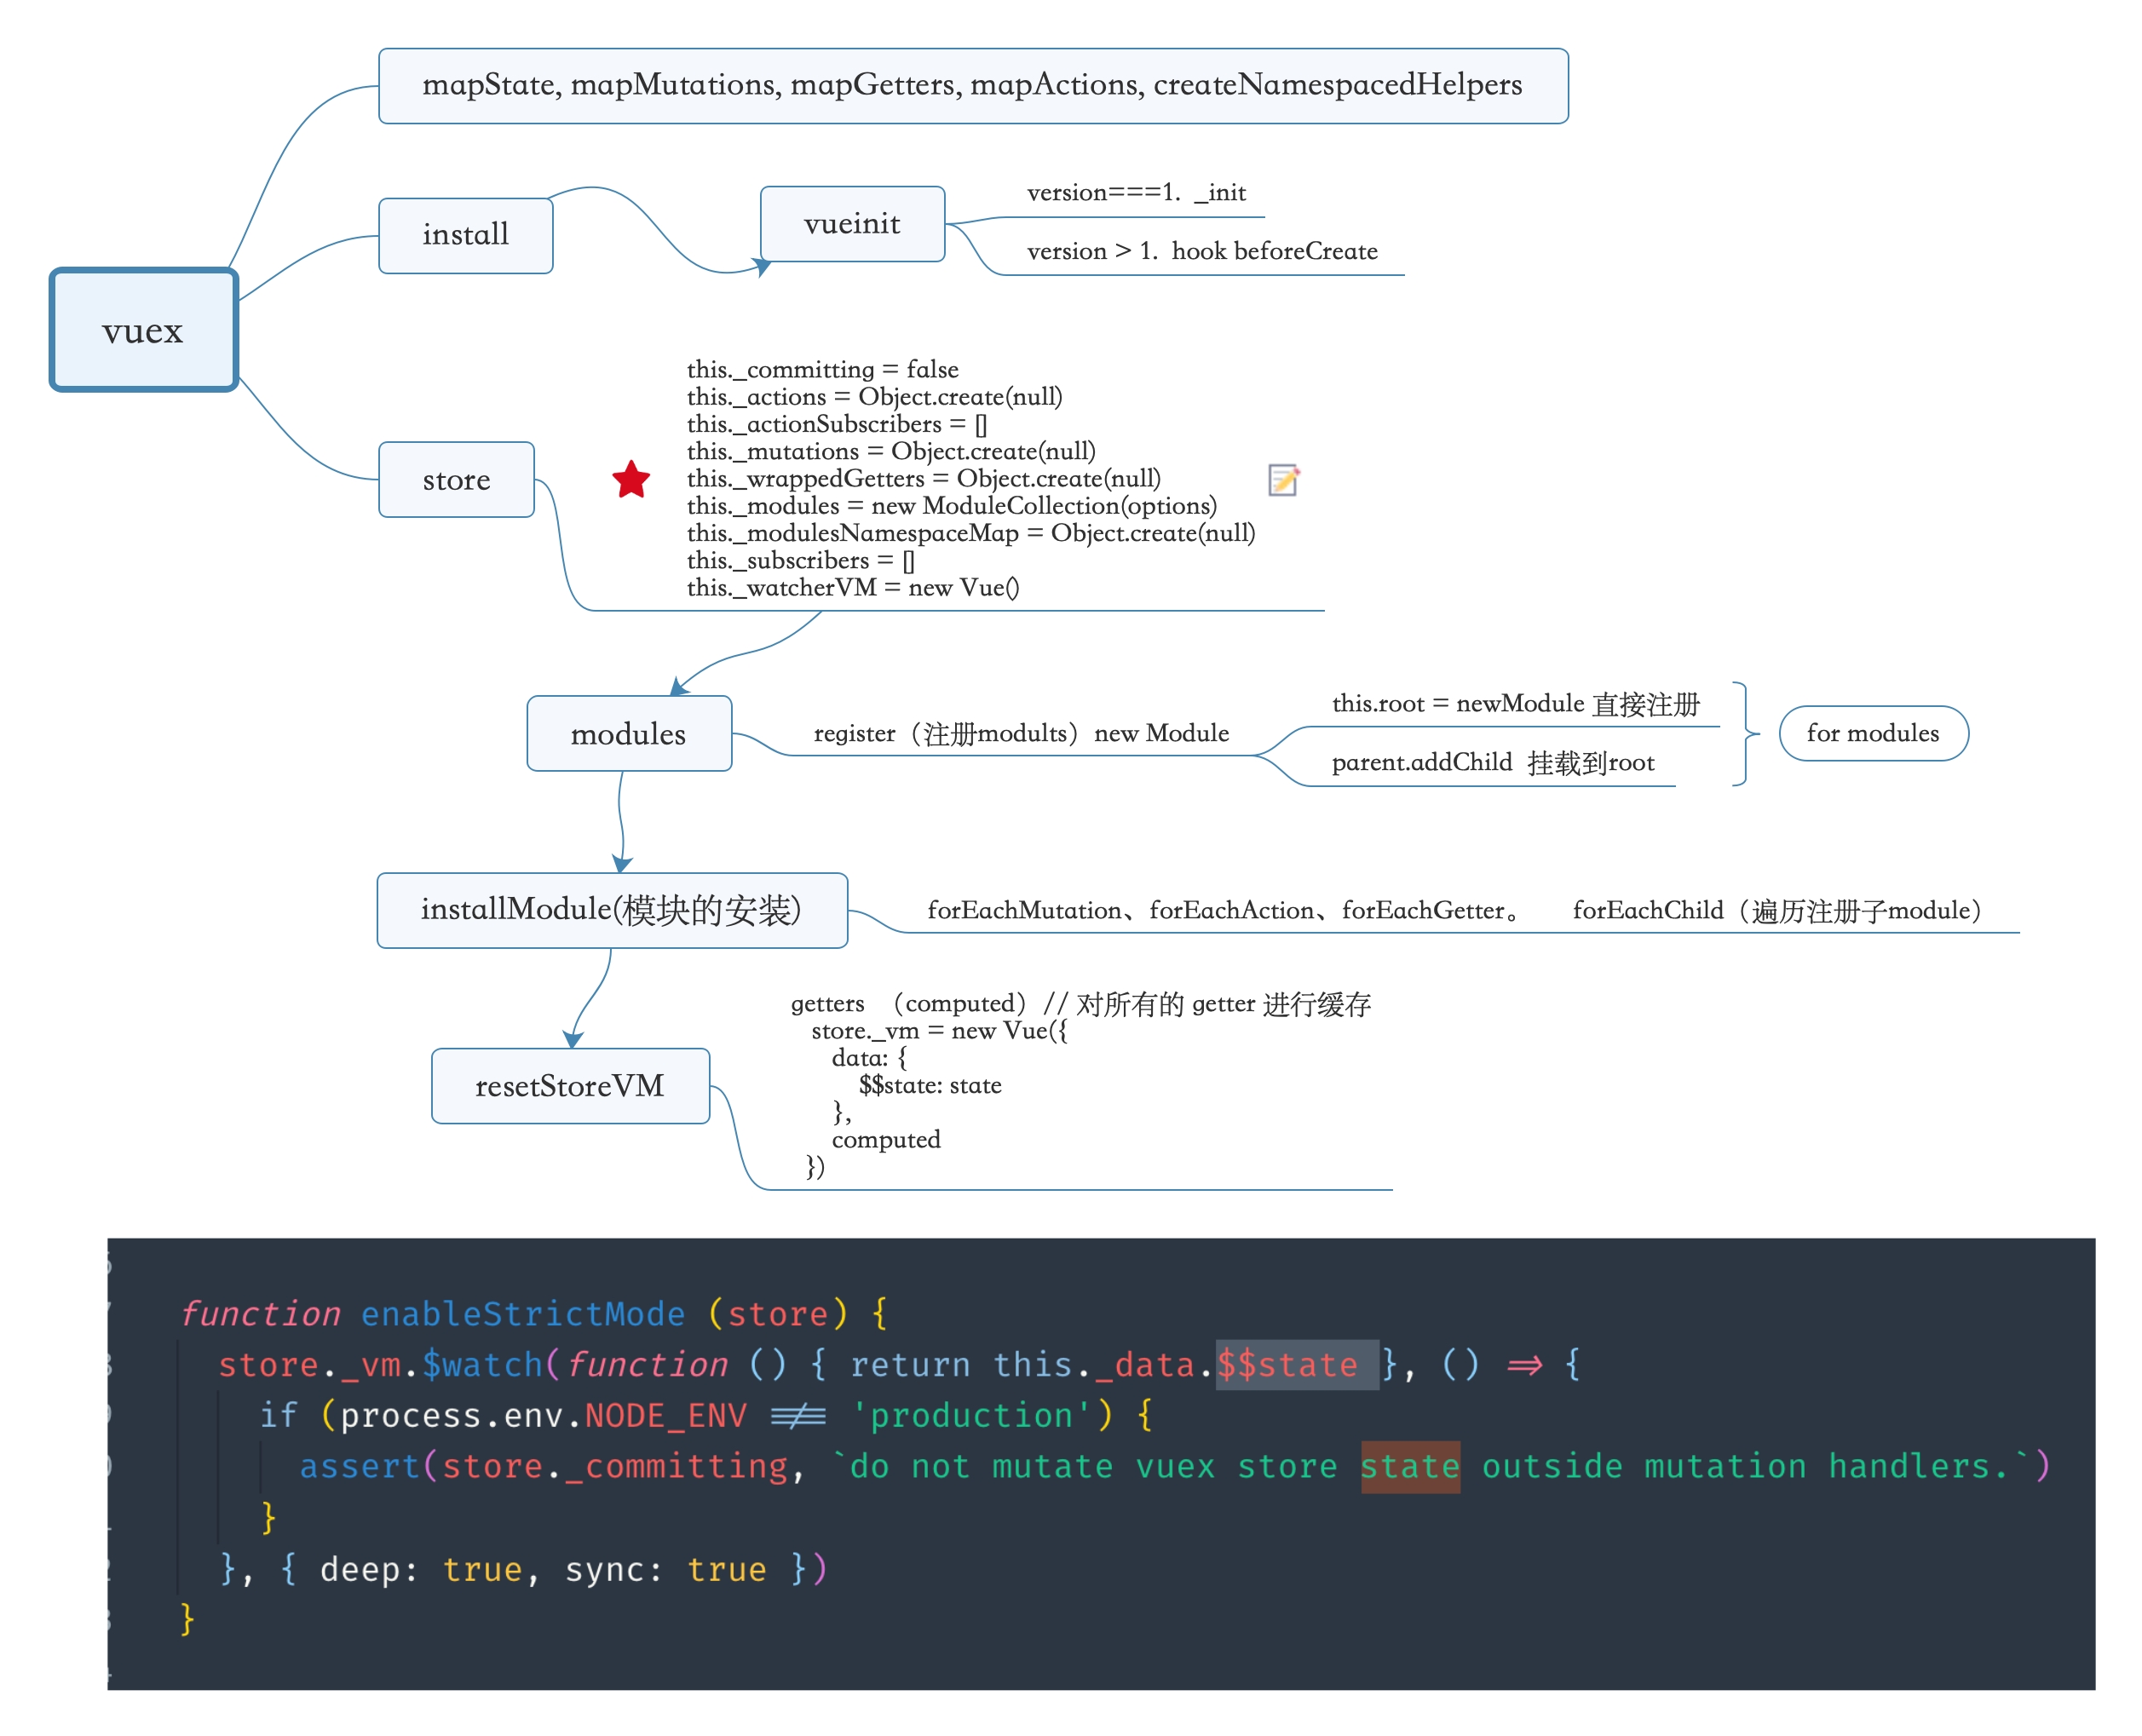 mapState, mapMutations, mapGetters, mapActions, createNamespacedHelpers
install
vueinit
version===1.  _init
version > 1.  hook beforeCreate
vuex
store
this._committing = false
this._actions = Object.create(null)
this._actionSubscribers = []
this._mutations = Object.create(null)
this._wrappedGetters = Object.create(null)
this._modules = new ModuleCollection(options)
this._modulesNamespaceMap = Object.create(null)
this._subscribers = []
this._watcherVM = new Vue()
modules
register（注册modults）new Module
this.root = newModule 直接注册
parent.addChild  挂载到root
for modules
installModule(模块的安装)
forEachMutation、forEachAction、forEachGetter。    forEachChild（遍历注册子module）
resetStoreVM
getters （computed）// 对所有的 getter 进行缓存
store._vm = new Vue({
data: {
$$state: state
},
computed
})
function enableStrictMode (store) {
store._vm.$watch(function () { return this._data.$$state }, () => {
if (process.env.NODE_ENV !== 'production') {
assert(store._committing, `do not mutate vuex store state outside mutation handlers.`)
}
}, { deep: true, sync: true })
}